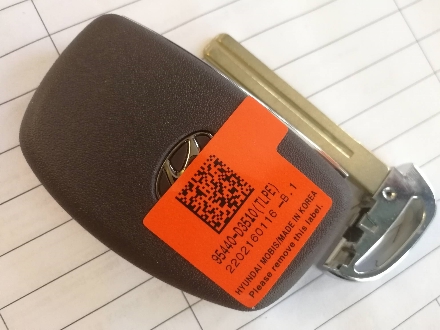 95440-D3510(TLPE)
2202160116 -B.1
HYUNDAI MOBIS/MADE IN KOREA
Please remove this label.